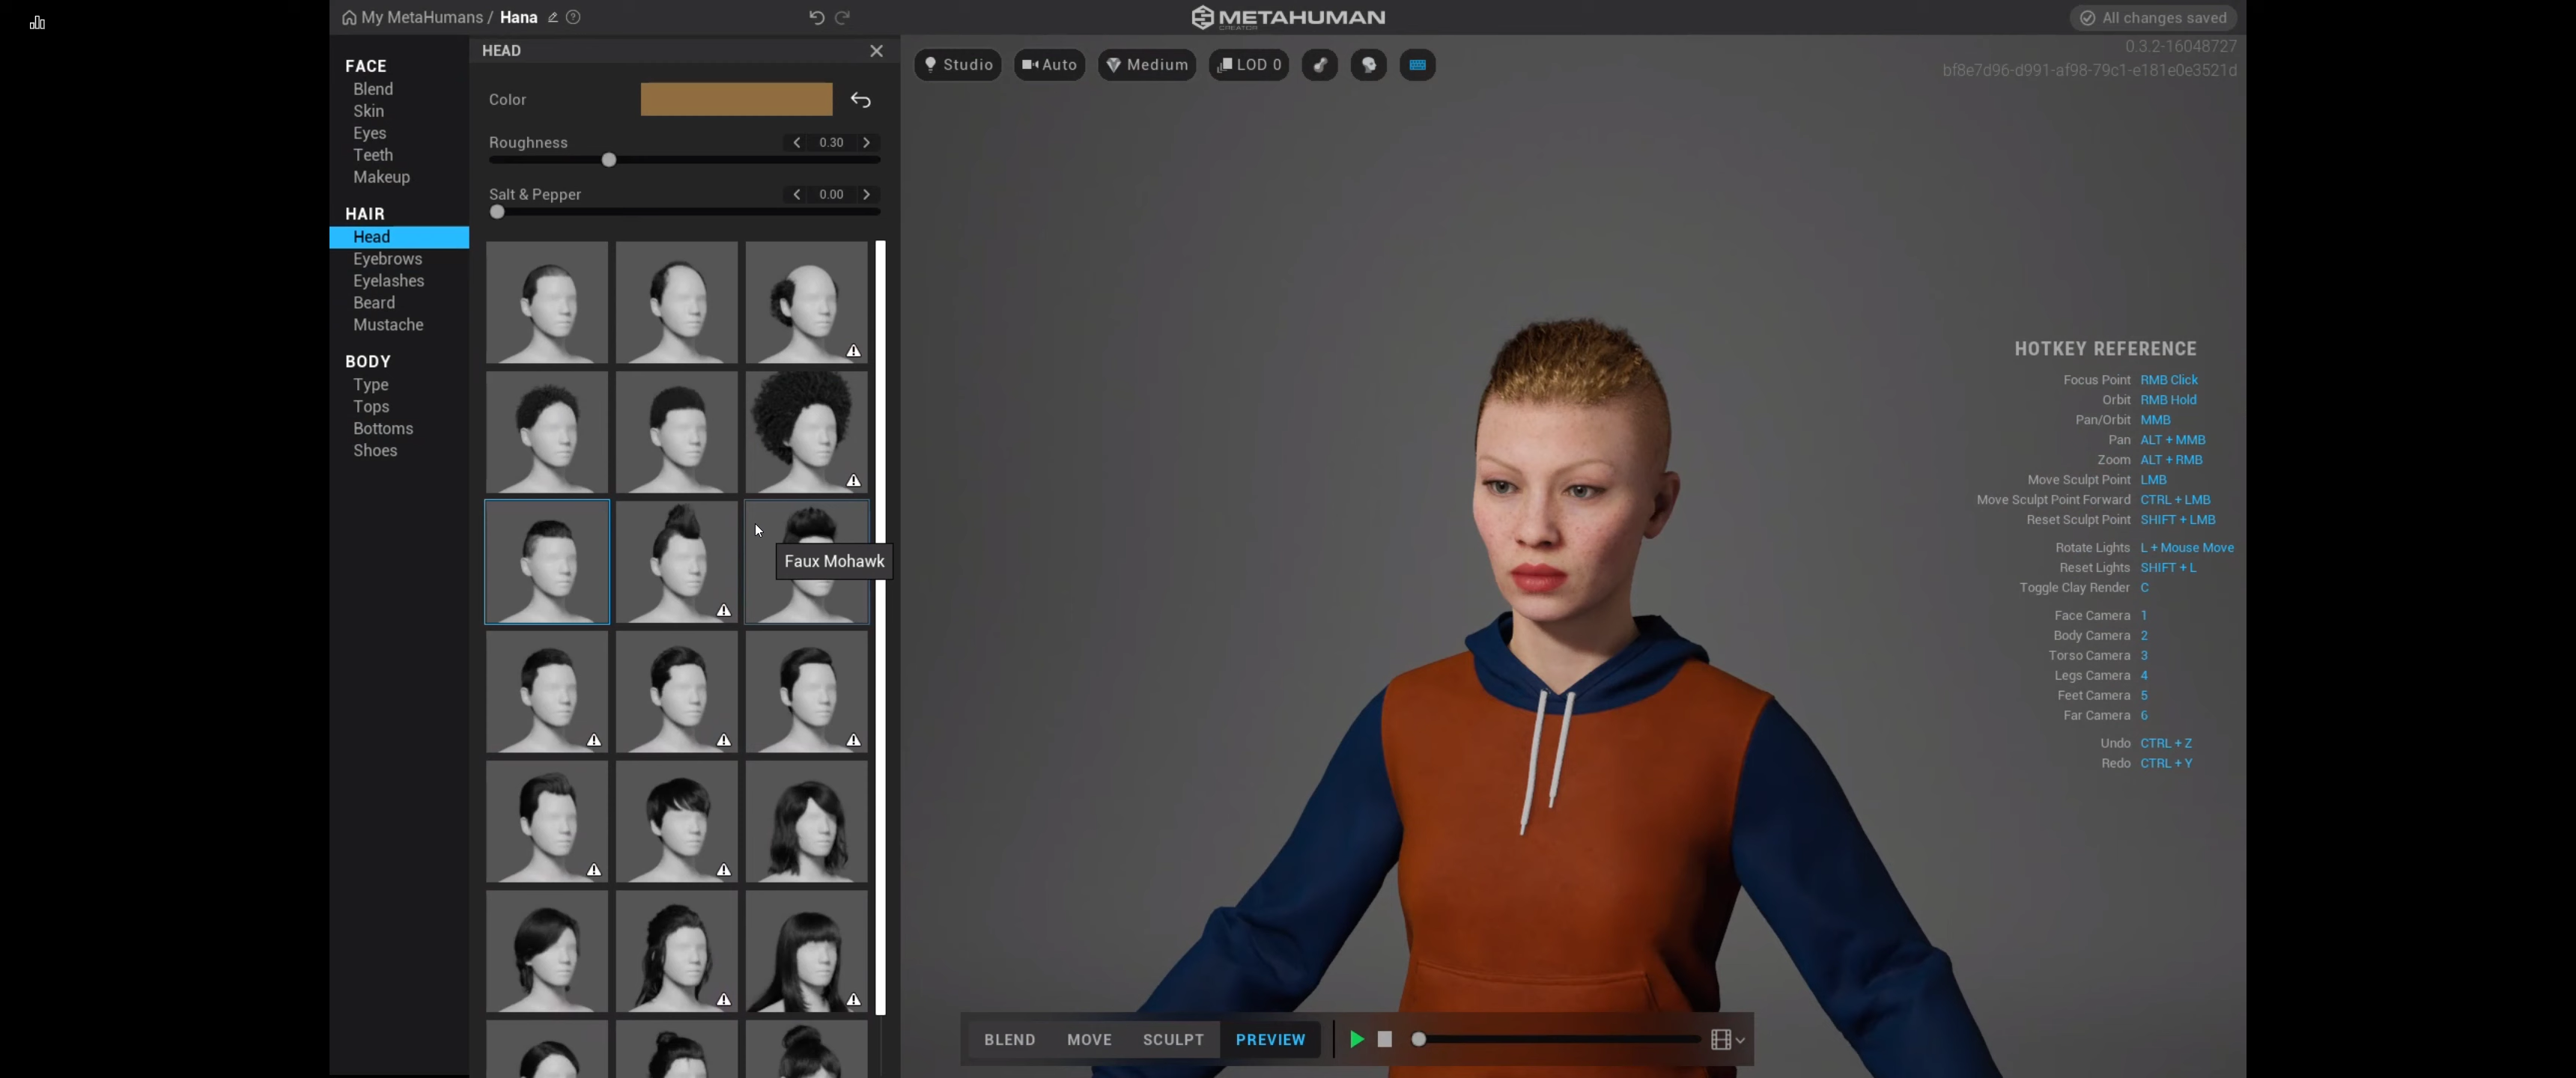 My MetaHumans / Hana
METAHUMAN
CREATOR
All changes saved
0.3.2-16048727
bf8e7d96-d991-af98-79c1-e181e0e3521d
FACE
Blend
Skin
Eyes
Teeth
Makeup
HAIR
Head
Eyebrows
Eyelashes
Beard
Mustache
BODY
Type
Tops
Bottoms
Shoes
HEAD
Color
Roughness 0.30
Salt & Pepper 0.00
Faux Mohawk
Studio Auto Medium LOD 0
HOTKEY REFERENCE
Focus Point RMB Click
Orbit RMB Hold
Pan/Orbit MMB
Pan ALT + MMB
Zoom ALT + RMB
Move Sculpt Point LMB
Move Sculpt Point Forward CTRL + LMB
Reset Sculpt Point SHIFT + LMB
Rotate Lights L + Mouse Move
Reset Lights SHIFT + L
Toggle Clay Render C
Face Camera 1
Body Camera 2
Torso Camera 3
Legs Camera 4
Feet Camera 5
Far Camera 6
Undo CTRL + Z
Redo CTRL + Y
BLEND MOVE SCULPT PREVIEW